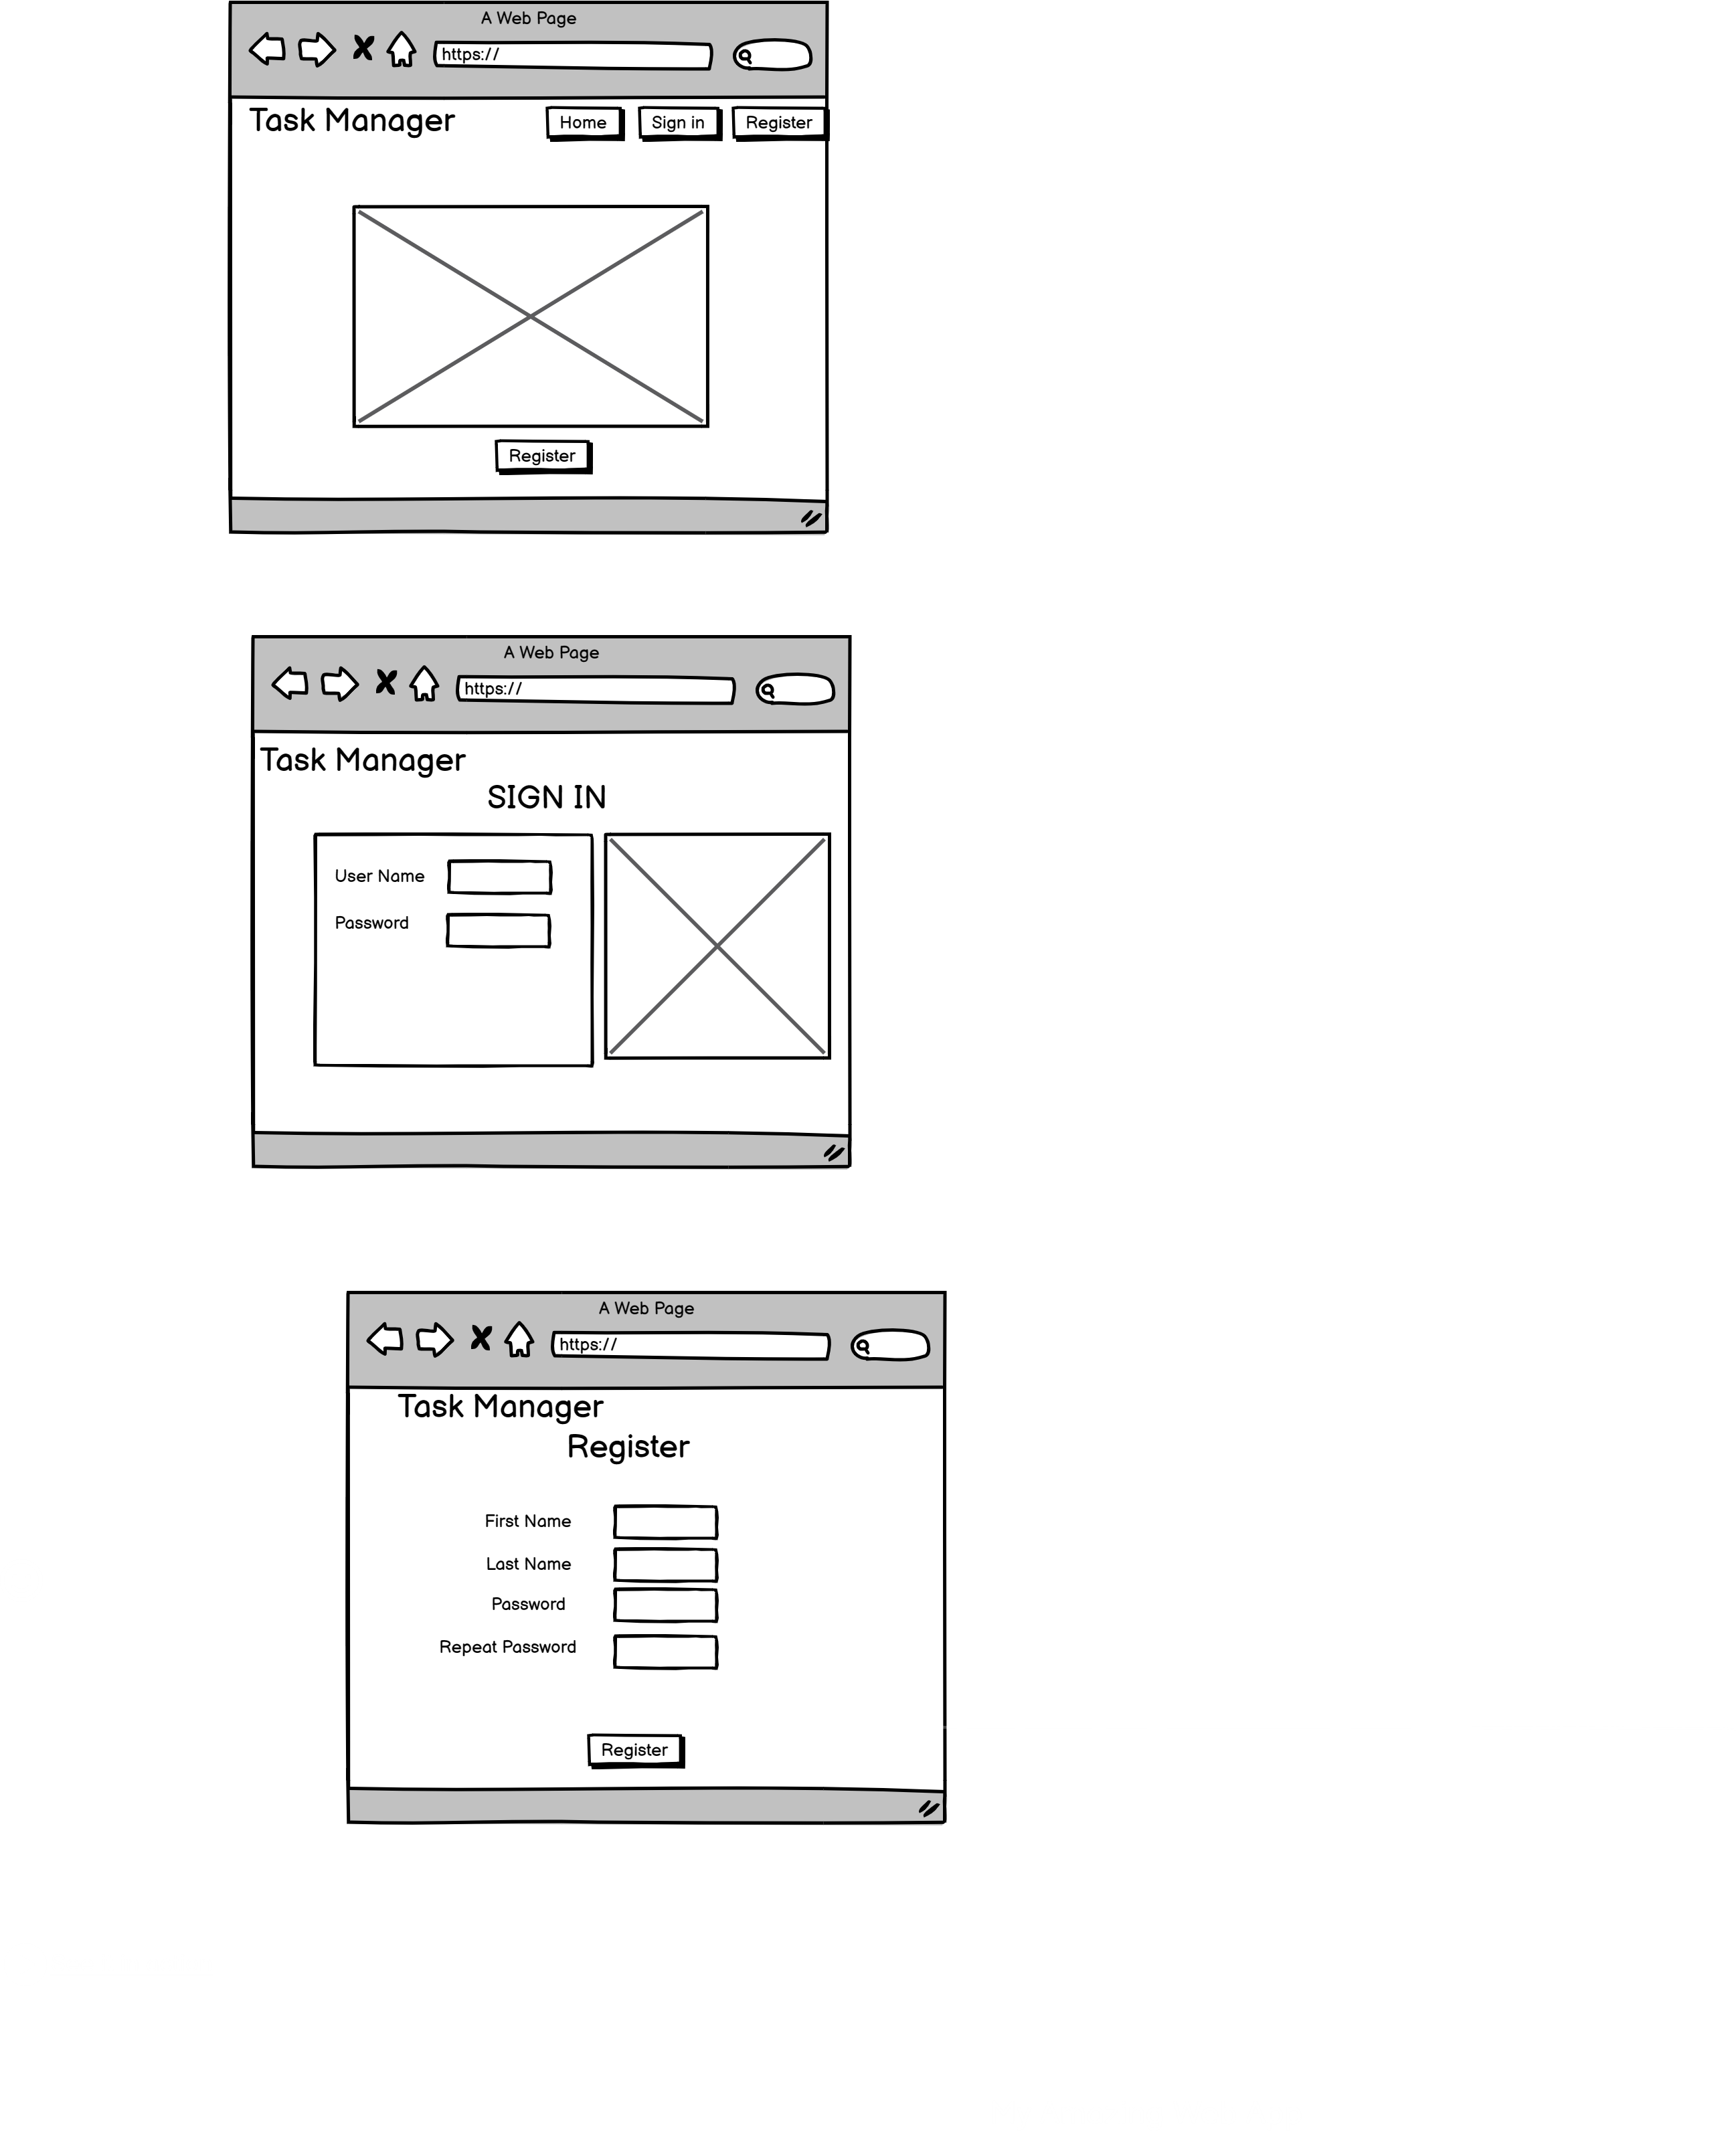 A Web Page
https://
Task Manager
Home
Sign in
Register
Register
A Web Page
https://
Task Manager
SIGN IN
User Name
Password
A Web Page
https://
Task Manager
Register
First Name
Last Name
Password
Repeat Password
Register